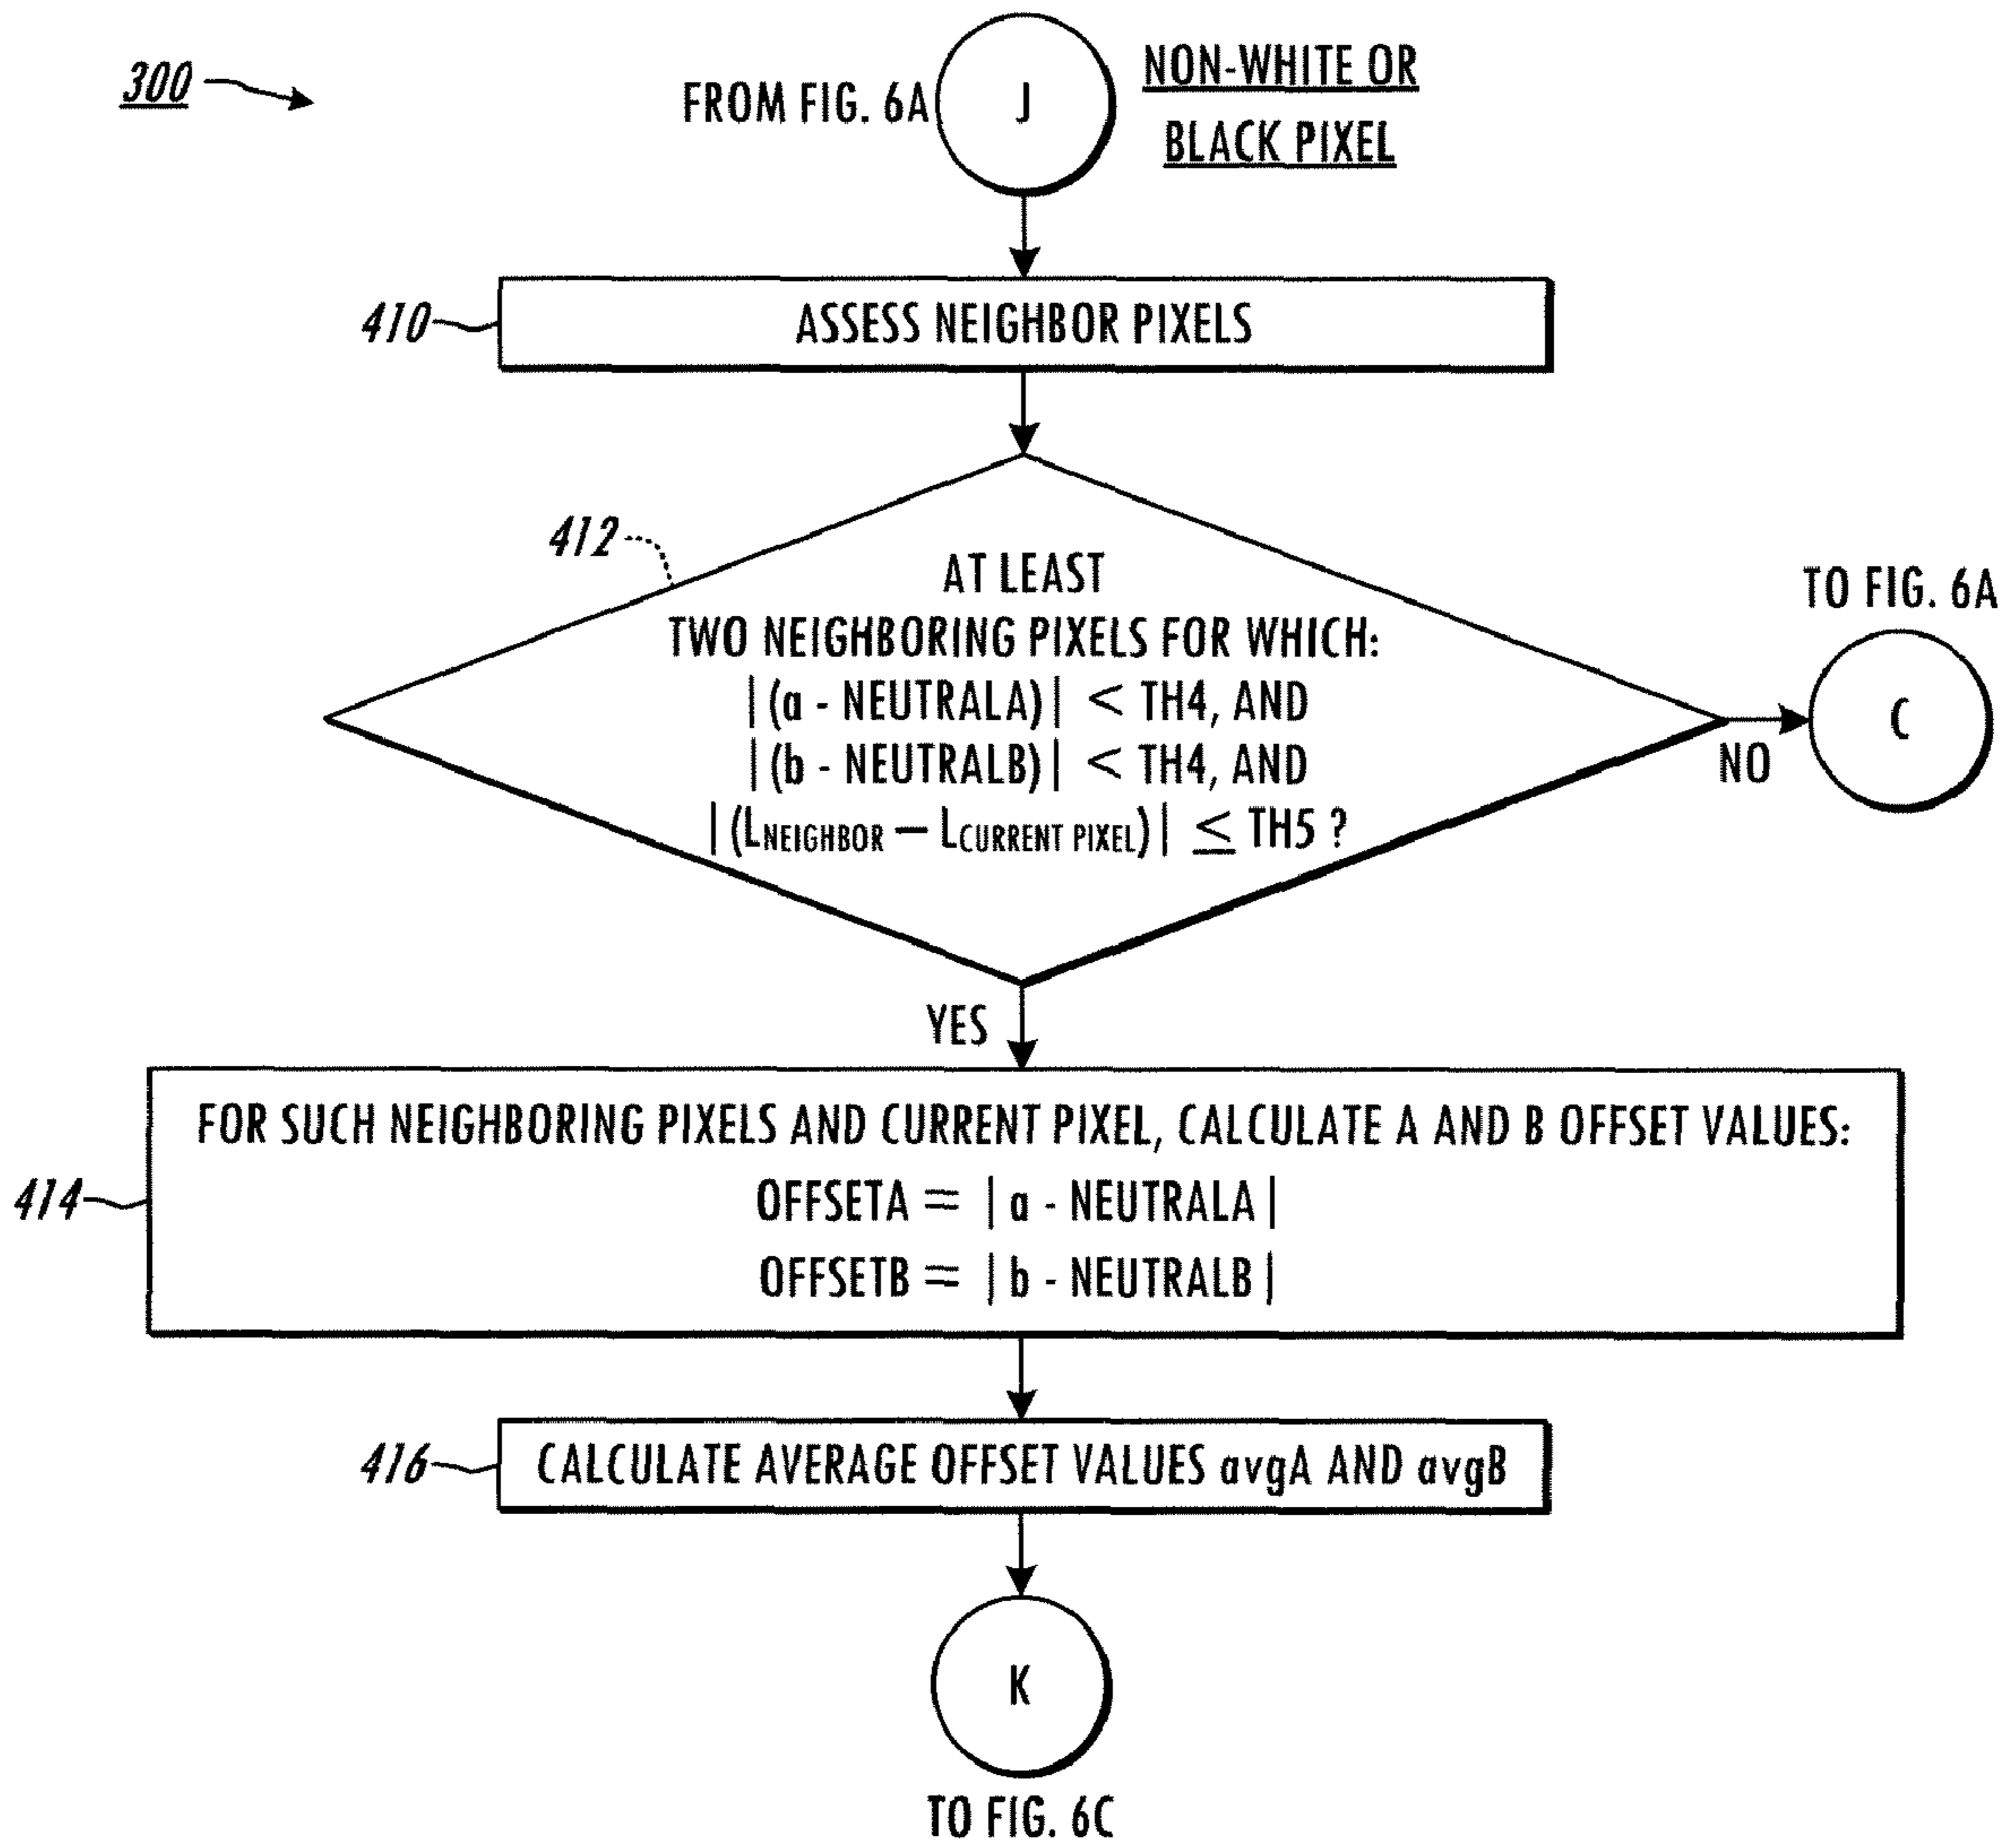 300
FROM FIG. 6A
J
NON-WHITE OR
BLACK PIXEL
410
ASSESS NEIGHBOR PIXELS
412
AT LEAST
TWO NEIGHBORING PIXELS FOR WHICH:
|(a - NEUTRALA)| < TH4, AND
|(b - NEUTRALB)| < TH4, AND
|(LNEIGHBOR — LCURRENT PIXEL)| ≤ TH5 ?
TO FIG. 6A
C
NO
YES
414
FOR SUCH NEIGHBORING PIXELS AND CURRENT PIXEL, CALCULATE A AND B OFFSET VALUES:
OFFSETA = |a - NEUTRALA|
OFFSETB = |b - NEUTRALB|
416
CALCULATE AVERAGE OFFSET VALUES avgA AND avgB
K
TO FIG. 6C